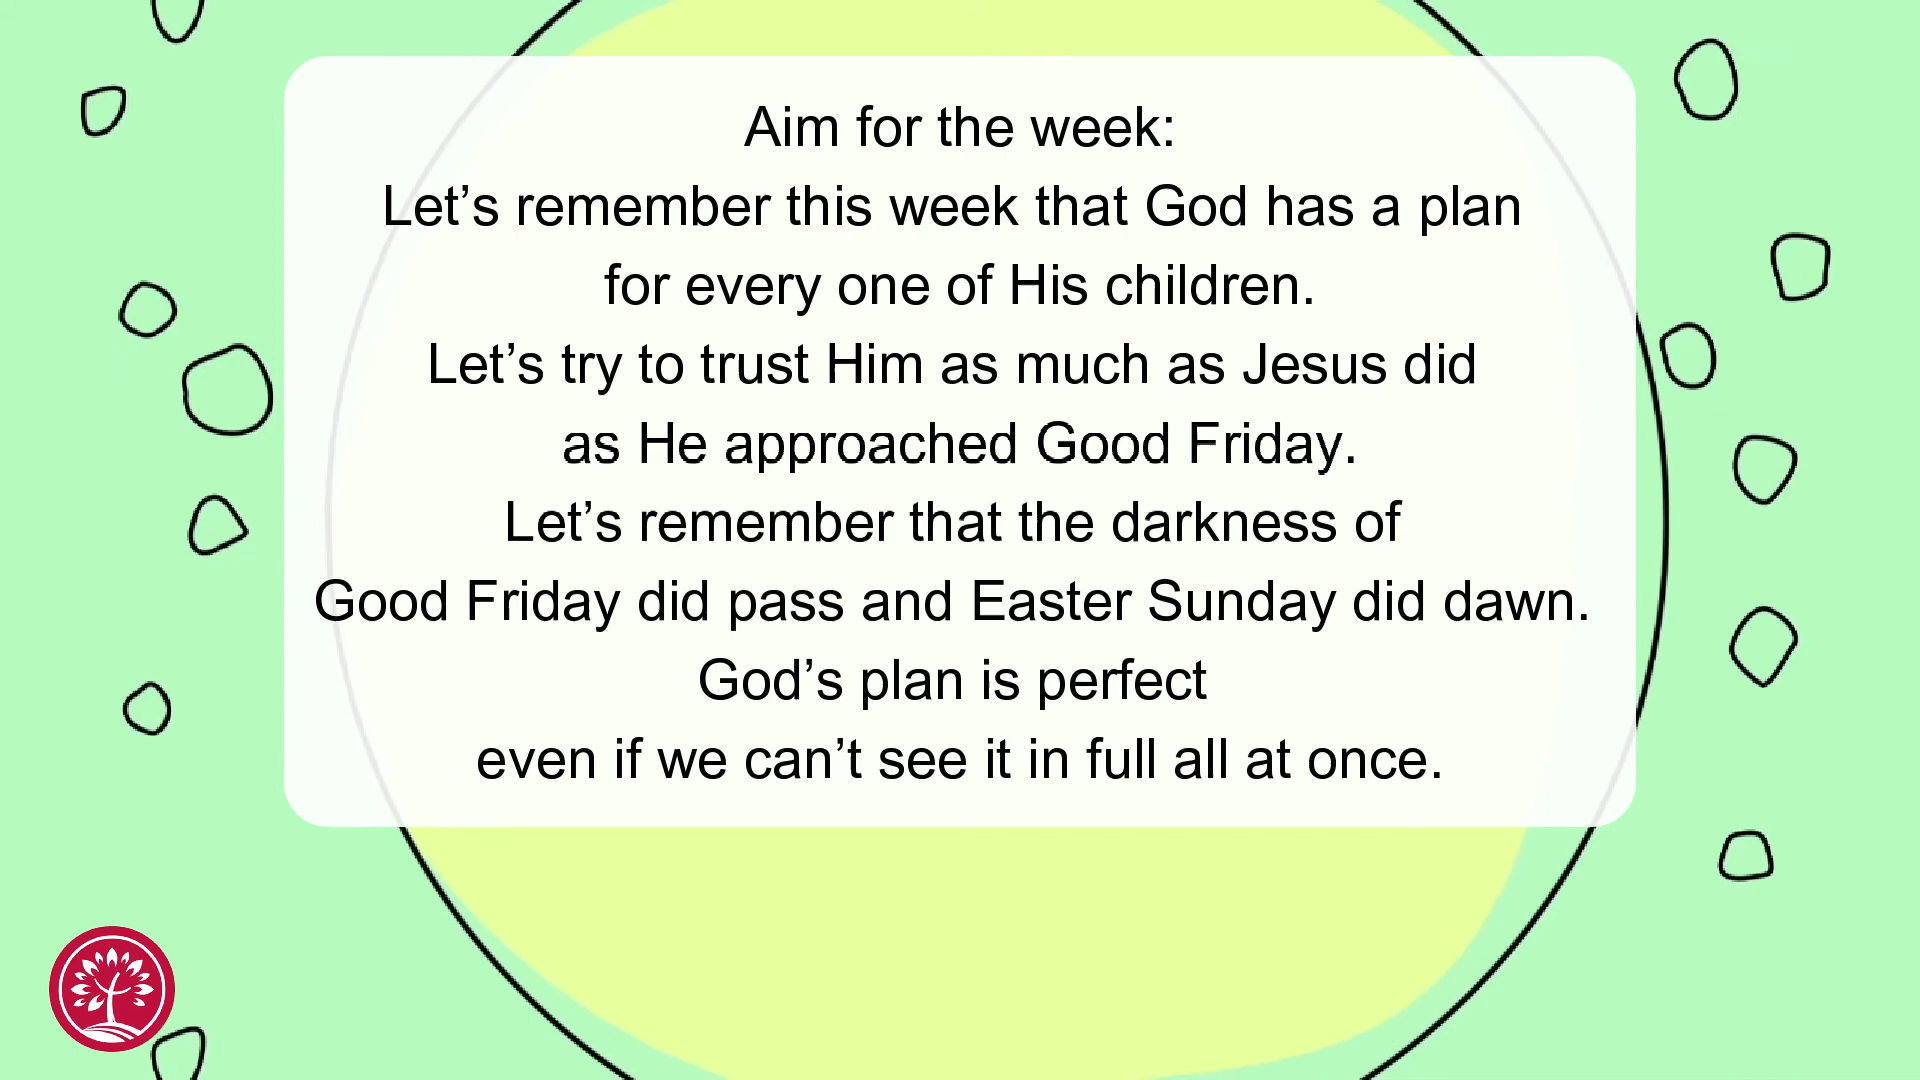 Aim for the week:
Let’s remember this week that God has a plan
for every one of His children.
Let’s try to trust Him as much as Jesus did
as He approached Good Friday.
Let’s remember that the darkness of
Good Friday did pass and Easter Sunday did dawn.
God’s plan is perfect
even if we can’t see it in full all at once.